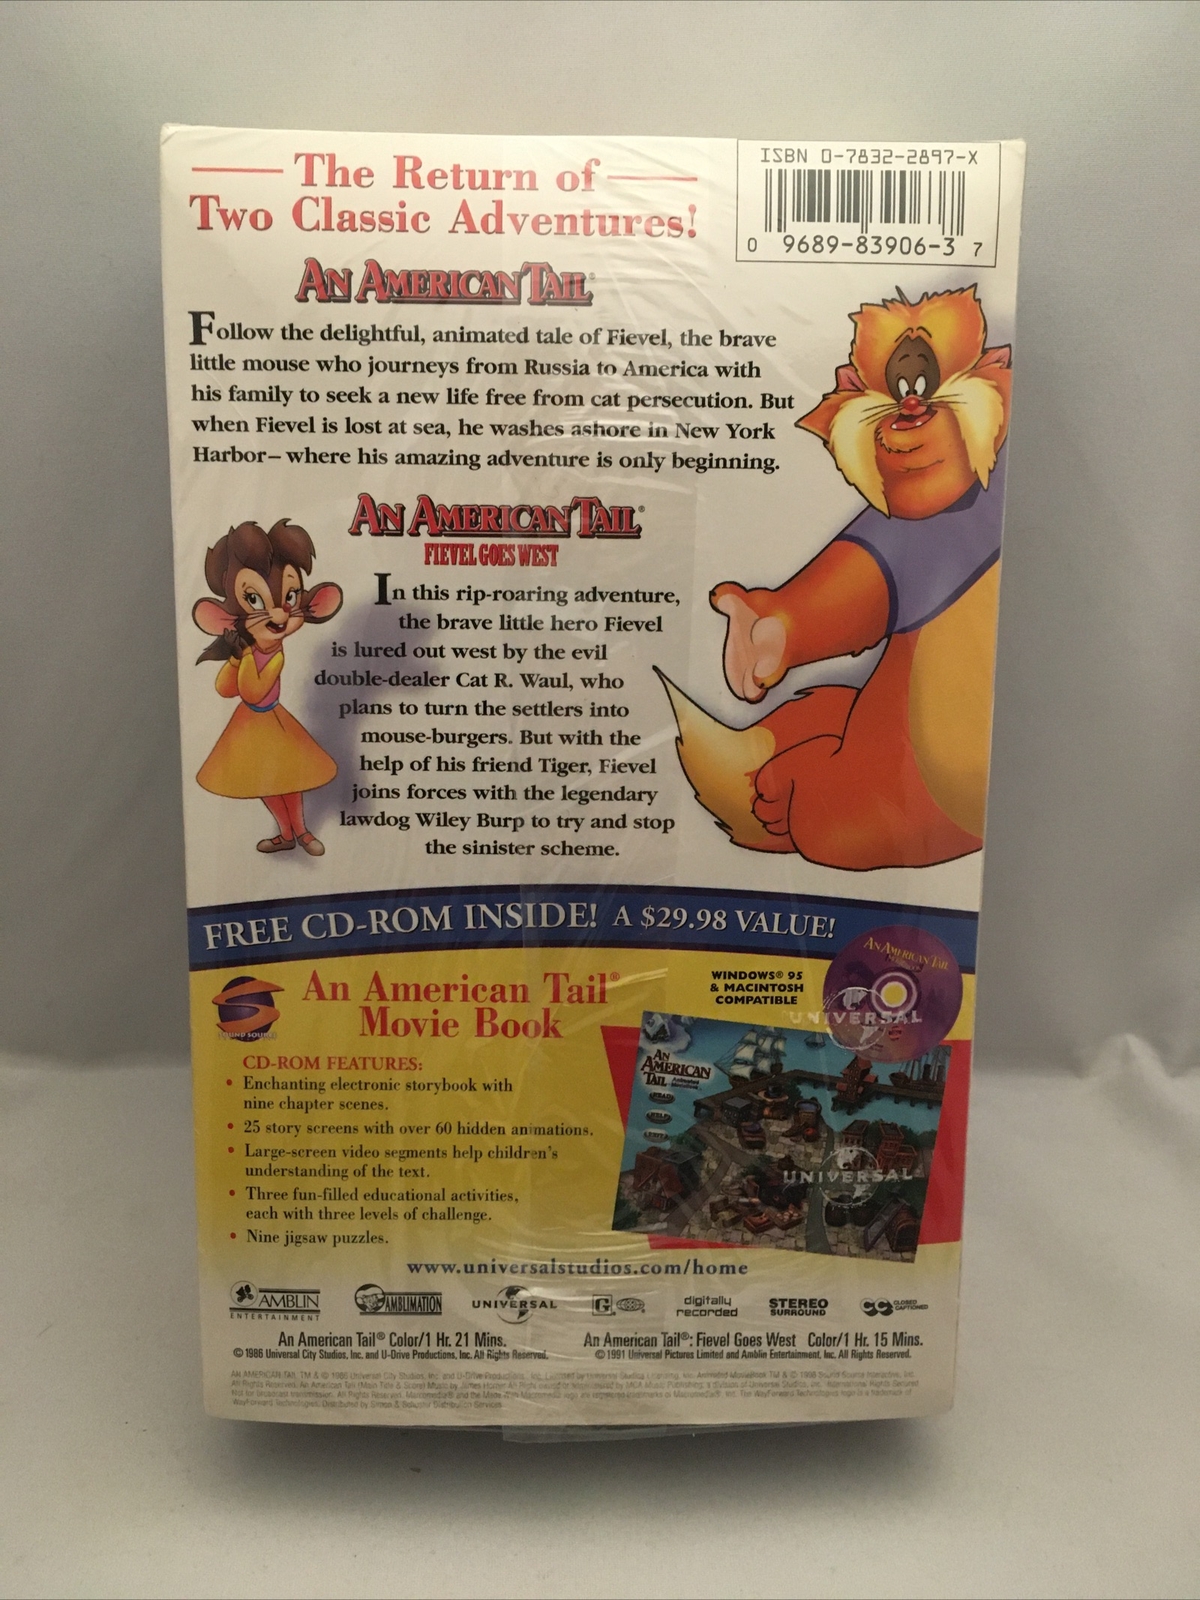 The Return of
Two Classic Adventures!
ISBN 0-7832-2897-X
0 9689-83906-3 7
AN AMERICAN TAIL®
Follow the delightful, animated tale of Fievel, the brave
little mouse who journeys from Russia to America with
his family to seek a new life free from cat persecution. But
when Fievel is lost at sea, he washes ashore in New York
Harbor–where his amazing adventure is only beginning.
AN AMERICAN TAIL®
FIEVEL GOES WEST
In this rip-roaring adventure,
the brave little hero Fievel
is lured out west by the evil
double-dealer Cat R. Waul, who
plans to turn the settlers into
mouse-burgers. But with the
help of his friend Tiger, Fievel
joins forces with the legendary
lawdog Wiley Burp to try and stop
the sinister scheme.
FREE CD-ROM INSIDE! A $29.98 VALUE!
SOUND SOURCE
An American Tail®
Movie Book
WINDOWS® 95
& MACINTOSH
COMPATIBLE
AN AMERICAN TAIL
UNIVERSAL
CD-ROM FEATURES:
• Enchanting electronic storybook with
nine chapter scenes.
• 25 story screens with over 60 hidden animations.
• Large-screen video segments help children's
understanding of the text.
• Three fun-filled educational activities,
each with three levels of challenge.
• Nine jigsaw puzzles.
AN
AMERICAN
TAIL
Animated
READ
HELP
UNIVERSAL
www.universalstudios.com/home
AMBLIN
ENTERTAINMENT
AMBLIMATION
UNIVERSAL
G
digitally
recorded
STEREO
SURROUND
CC CLOSED
CAPTIONED
An American Tail® Color/1 Hr. 21 Mins.
© 1986 Universal City Studios, Inc. and U-Drive Productions, Inc. All Rights Reserved.
An American Tail®: Fievel Goes West Color/1 Hr. 15 Mins.
© 1991 Universal Pictures Limited and Amblin Entertainment, Inc. All Rights Reserved.